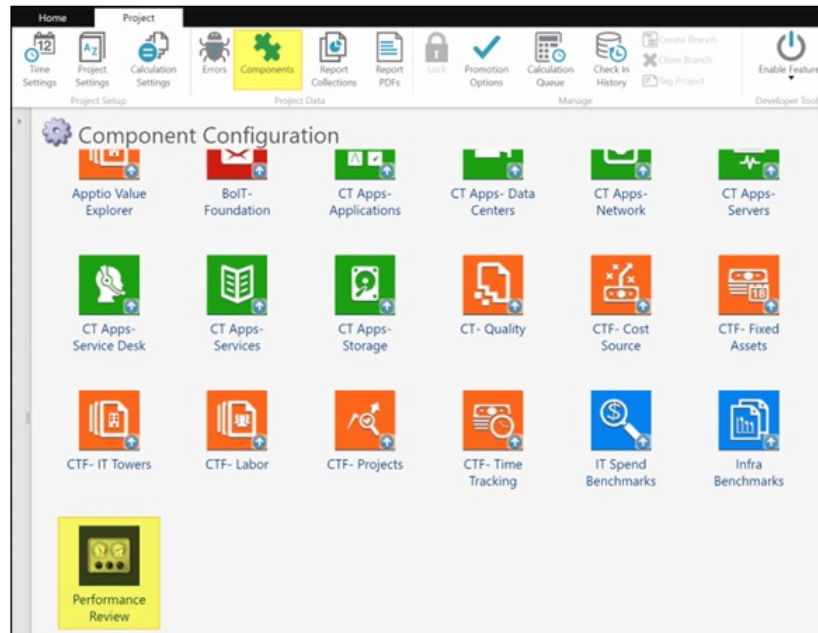 Home
Project
12
Time
Settings
A Z
Project
Settings
Calculation
Settings
Errors
Components
Report
Collections
Report
PDFs
Lock
Promotion
Options
Calculation
Queue
Check In
History
Create Branch
Close Branch
Tag Project
Enable Feature
Project Setup
Project Data
Manage
Developer Tool
Component Configuration
Apptio Value
Explorer
BoIT-
Foundation
CT Apps-
Applications
CT Apps- Data
Centers
CT Apps-
Network
CT Apps-
Servers
CT Apps-
Service Desk
CT Apps-
Services
CT Apps-
Storage
CT- Quality
CTF- Cost
Source
18
CTF- Fixed
Assets
CTF- IT Towers
CTF- Labor
CTF- Projects
CTF- Time
Tracking
$
IT Spend
Benchmarks
Infra
Benchmarks
Performance
Review